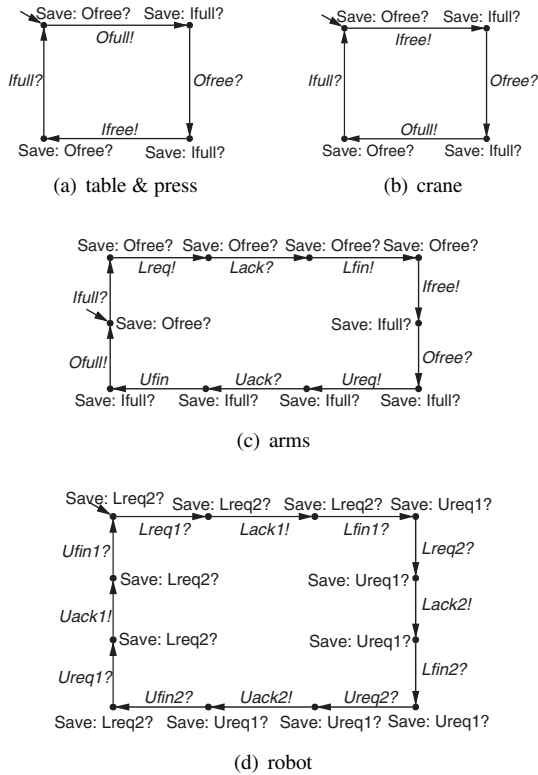 Save: Ofree? Save: Ifull?
Ofull!
Ifull?
Ofree?
Ifree!
Save: Ofree? Save: Ifull?
(a) table & press
Save: Ofree? Save: Ifull?
Ifree!
Ifull?
Ofree?
Ofull!
Save: Ofree? Save: Ifull?
(b) crane
Save: Ofree? Save: Ofree? Save: Ofree? Save: Ofree?
Lreq! Lack? Lfin!
Ifull? Ifree!
Save: Ofree? Save: Ifull?
Ofull! Ofree?
Ufin Uack? Ureq!
Save: Ifull? Save: Ifull? Save: Ifull? Save: Ifull?
(c) arms
Save: Lreq2? Save: Lreq2? Save: Lreq2? Save: Ureq1?
Lreq1? Lack1! Lfin1?
Ufin1? Lreq2?
Save: Lreq2? Save: Ureq1?
Uack1! Lack2!
Save: Lreq2? Save: Ureq1?
Ureq1? Lfin2?
Ufin2? Uack2! Ureq2?
Save: Lreq2? Save: Ureq1? Save: Ureq1? Save: Ureq1?
(d) robot